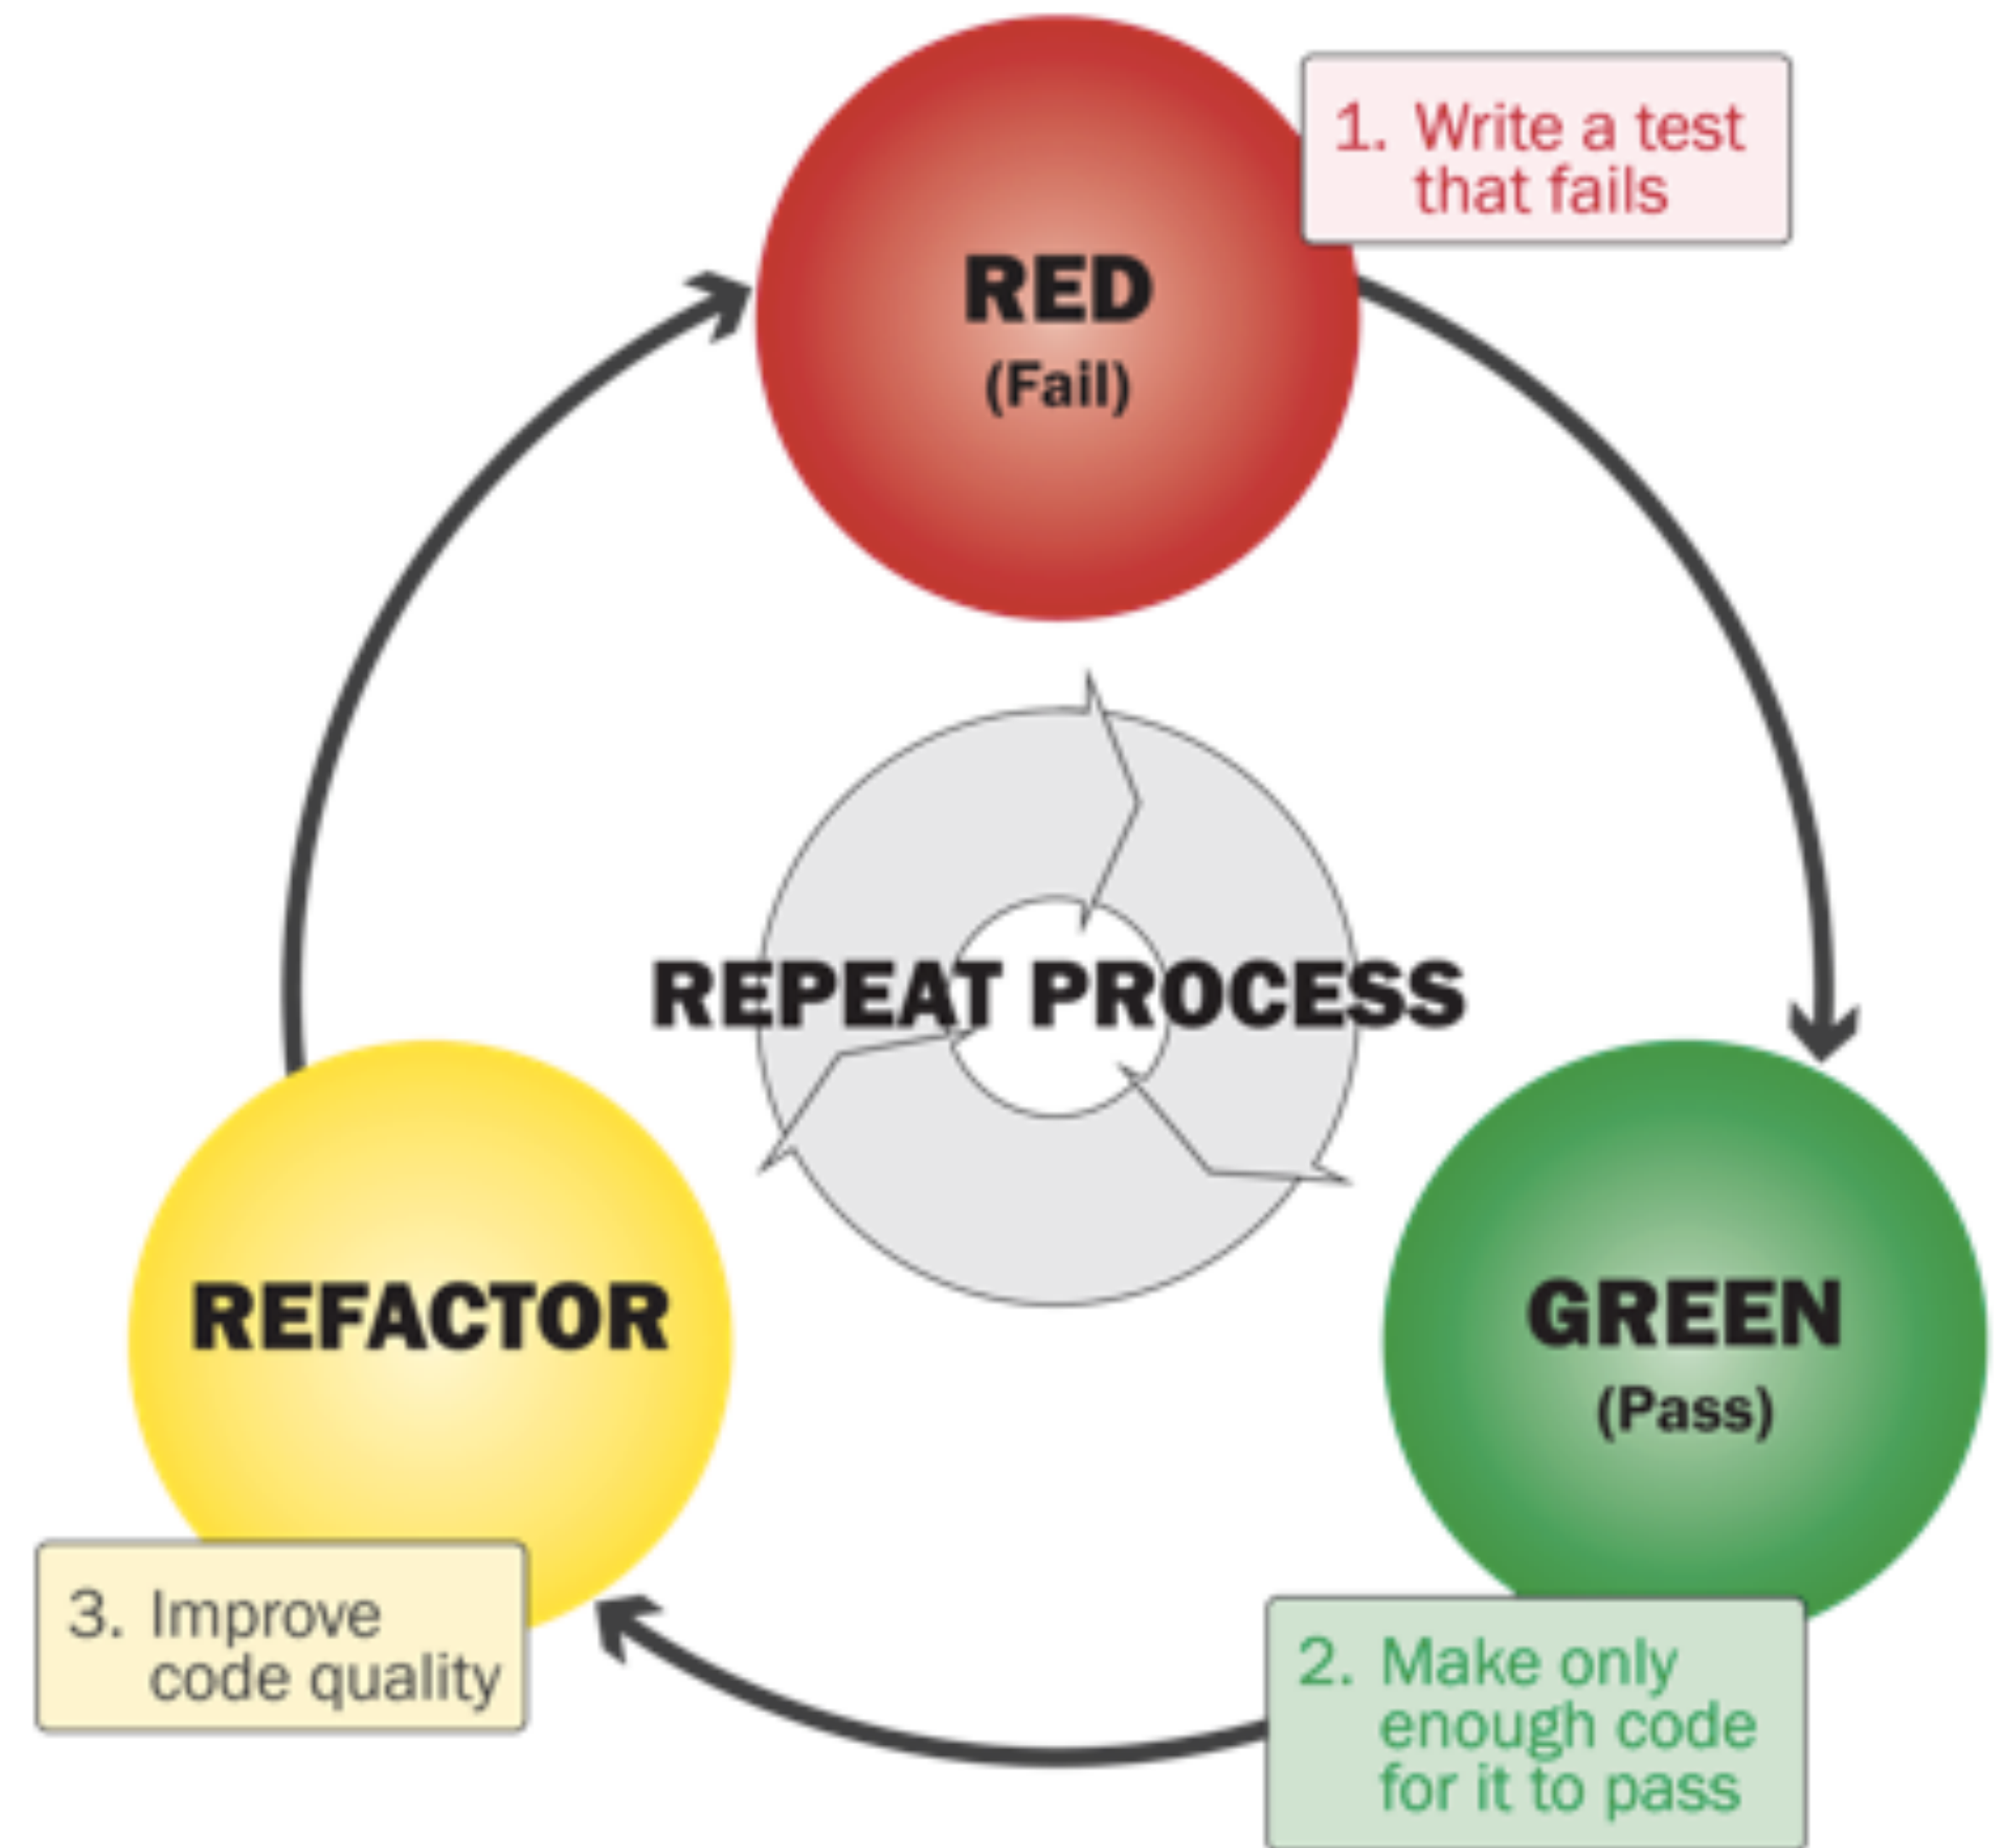 RED
(Fail)
1. Write a test
that fails
REPEAT PROCESS
GREEN
(Pass)
2. Make only
enough code
for it to pass
REFACTOR
3. Improve
code quality